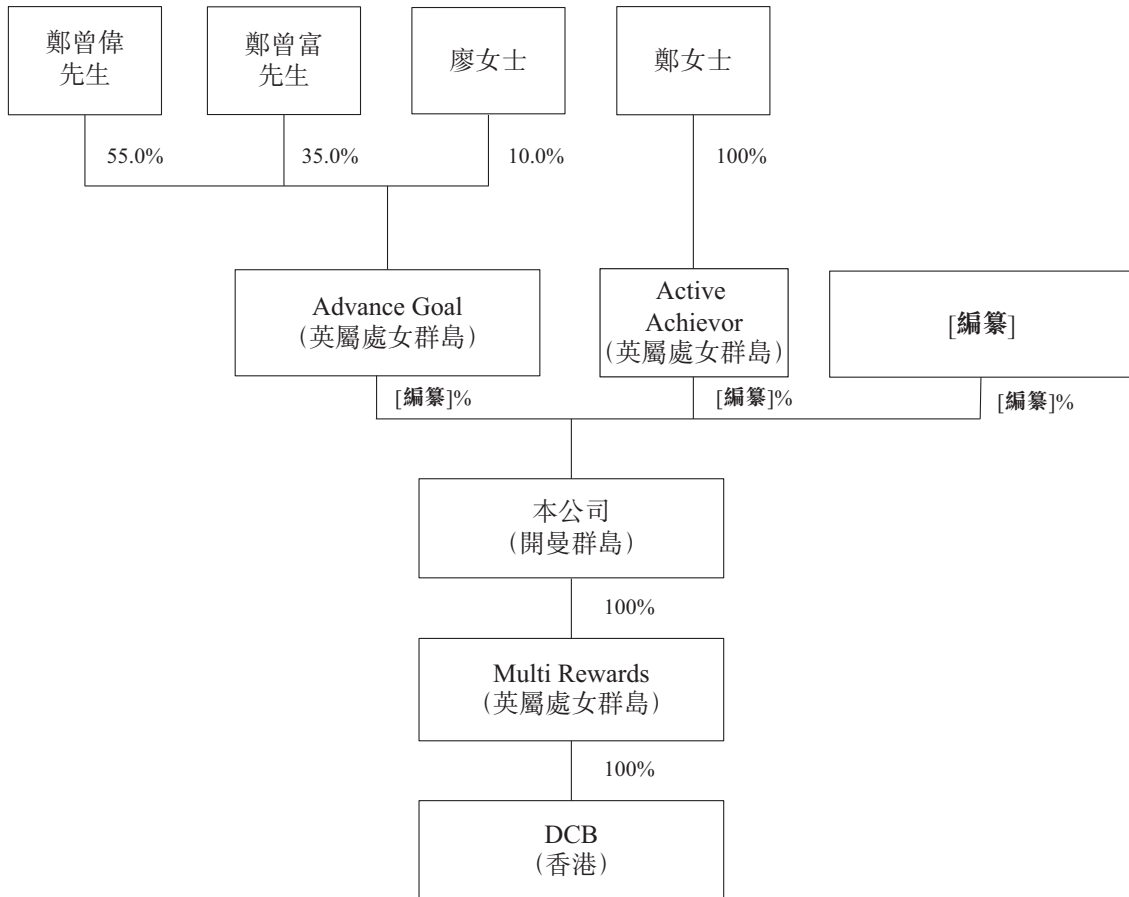 鄭曾偉
先生
鄭曾富
先生
廖女士
鄭女士
55.0%
35.0%
10.0%
100%
Advance Goal
(英屬處女群島)
Active
Achievor
(英屬處女群島)
[編纂]
[編纂]%
[編纂]%
[編纂]%
本公司
(開曼群島)
100%
Multi Rewards
(英屬處女群島)
100%
DCB
(香港)